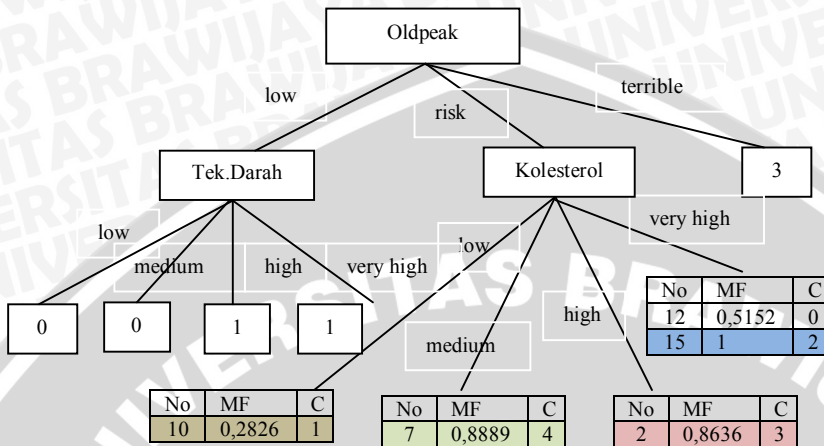 Oldpeak
low
risk
terrible
Tek.Darah
Kolesterol
3
low
medium
high
very high
low
medium
high
very high
0
0
1
1
No MF C
12 0,5152 0
15 1 2
No MF C
10 0,2826 1
No MF C
7 0,8889 4
No MF C
2 0,8636 3